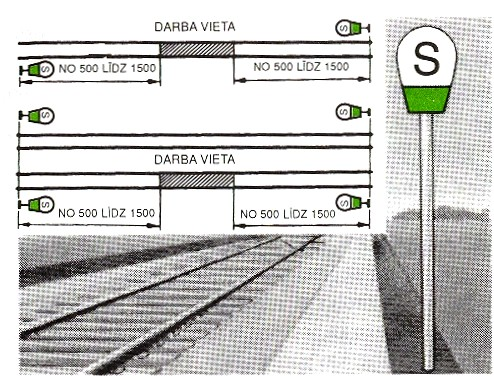 DARBA VIETA
S
S NO 500 LĪDZ 1500 NO 500 LĪDZ 1500
S
S S
DARBA VIETA
S NO 500 LĪDZ 1500 NO 500 LĪDZ 1500 S